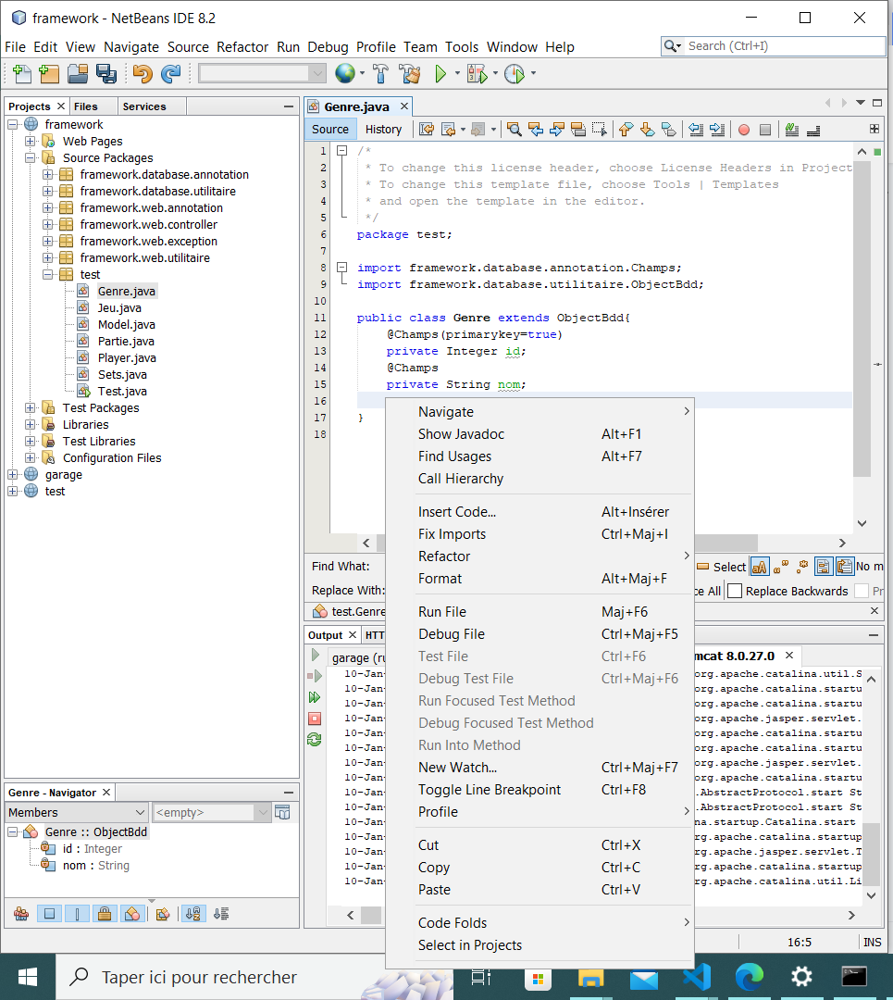 framework - NetBeans IDE 8.2
File Edit View Navigate Source Refactor Run Debug Profile Team Tools Window Help
Search (Ctrl+I)
Projects Files Services
framework
Web Pages
Source Packages
framework.database.annotation
framework.database.utilitaire
framework.web.annotation
framework.web.controller
framework.web.exception
framework.web.utilitaire
test
Genre.java
Jeu.java
Model.java
Partie.java
Player.java
Sets.java
Test.java
Test Packages
Libraries
Test Libraries
Configuration Files
garage
test
Genre - Navigator
Members
<empty>
Genre :: ObjectBdd
id : Integer
nom : String
Genre.java
Source History
1 /*
2 * To change this license header, choose License Headers in Project
3 * To change this template file, choose Tools | Templates
4 * and open the template in the editor.
5 */
6 package test;
7
8 import framework.database.annotation.Champs;
9 import framework.database.utilitaire.ObjectBdd;
10
11 public class Genre extends ObjectBdd{
12 @Champs(primarykey=true)
13 private Integer id;
14 @Champs
15 private String nom;
16
17 }
18
Navigate
Show Javadoc Alt+F1
Find Usages Alt+F7
Call Hierarchy
Insert Code... Alt+Insérer
Fix Imports Ctrl+Maj+I
Refactor
Format Alt+Maj+F
Run File Maj+F6
Debug File Ctrl+Maj+F5
Test File Ctrl+F6
Debug Test File Ctrl+Maj+F6
Run Focused Test Method
Debug Focused Test Method
Run Into Method
New Watch... Ctrl+Maj+F7
Toggle Line Breakpoint Ctrl+F8
Profile
Cut Ctrl+X
Copy Ctrl+C
Paste Ctrl+V
Code Folds
Select in Projects
Find What: Select No m
Replace With: ce All Replace Backwards Pr
test.Genre
Output HTT
garage (ru mcat 8.0.27.0
10-Jan org.apache.catalina.util.S
10-Jan org.apache.catalina.startu
10-Jan org.apache.catalina.startu
10-Jan org.apache.jasper.servlet.
10-Jan org.apache.catalina.startu
10-Jan org.apache.catalina.startu
10-Jan org.apache.jasper.servlet.
10-Jan org.apache.catalina.startu
10-Jan .AbstractProtocol.start St
10-Jan .AbstractProtocol.start St
10-Jan na.startup.Catalina.start
10-Jan rg.apache.catalina.startup
10-Jan rg.apache.jasper.servlet.T
10-Jan rg.apache.catalina.startup
10-Jan rg.apache.catalina.util.Li
16:5 INS
Taper ici pour rechercher